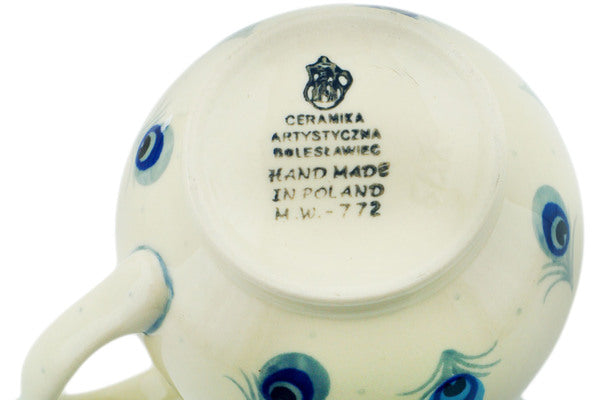 CERAMIKA
ARTYSTYCZNA
BOLESŁAWIEC
HAND MADE
IN POLAND
M.W.-772